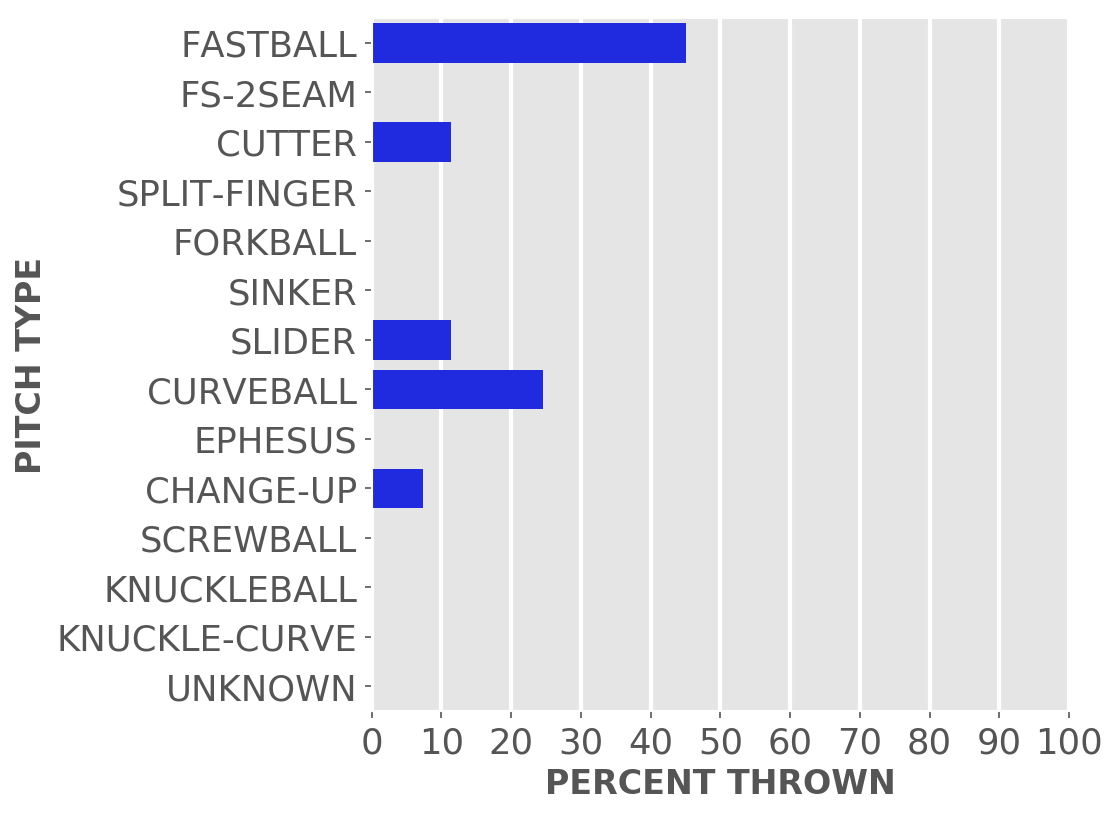 FASTBALL
FS-2SEAM
CUTTER
SPLIT-FINGER
FORKBALL
SINKER
SLIDER
CURVEBALL
EPHESUS
CHANGE-UP
SCREWBALL
KNUCKLEBALL
KNUCKLE-CURVE
UNKNOWN
PITCH TYPE
0 10 20 30 40 50 60 70 80 90 100
PERCENT THROWN